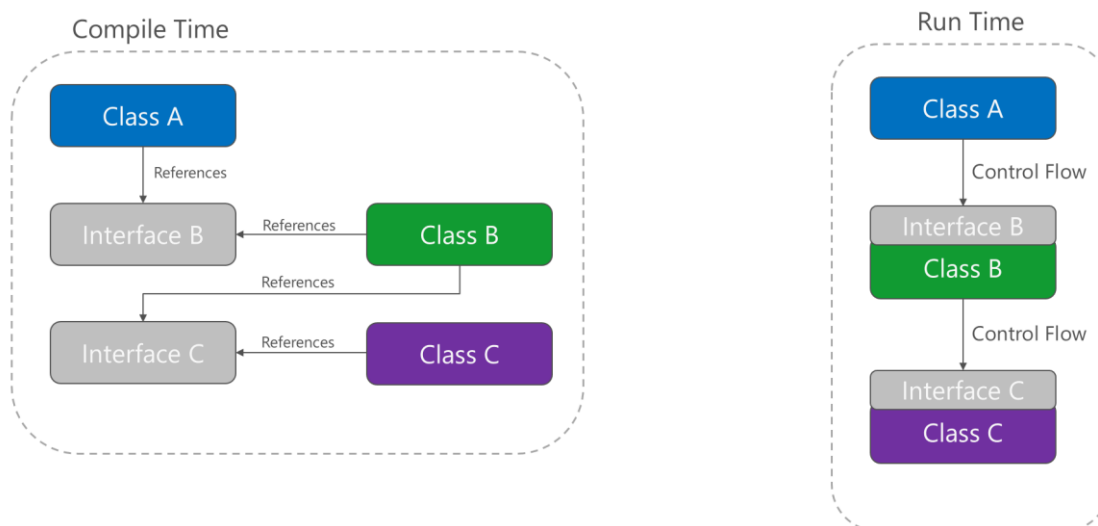 Compile Time
Class A
References
Interface B
References
Class B
References
Interface C
References
Class C
Run Time
Class A
Control Flow
Interface B
Class B
Control Flow
Interface C
Class C